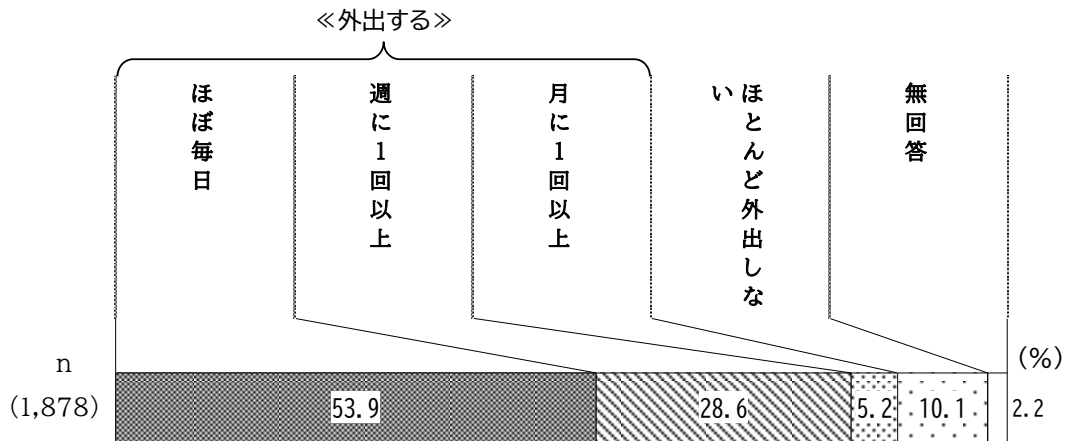 ≪外出する≫
ほぼ毎日
週に1回以上
月に1回以上
ほとんど外出しな
い
無回答
n
(%)
(1,878)
53.9
28.6
5.2
10.1
2.2